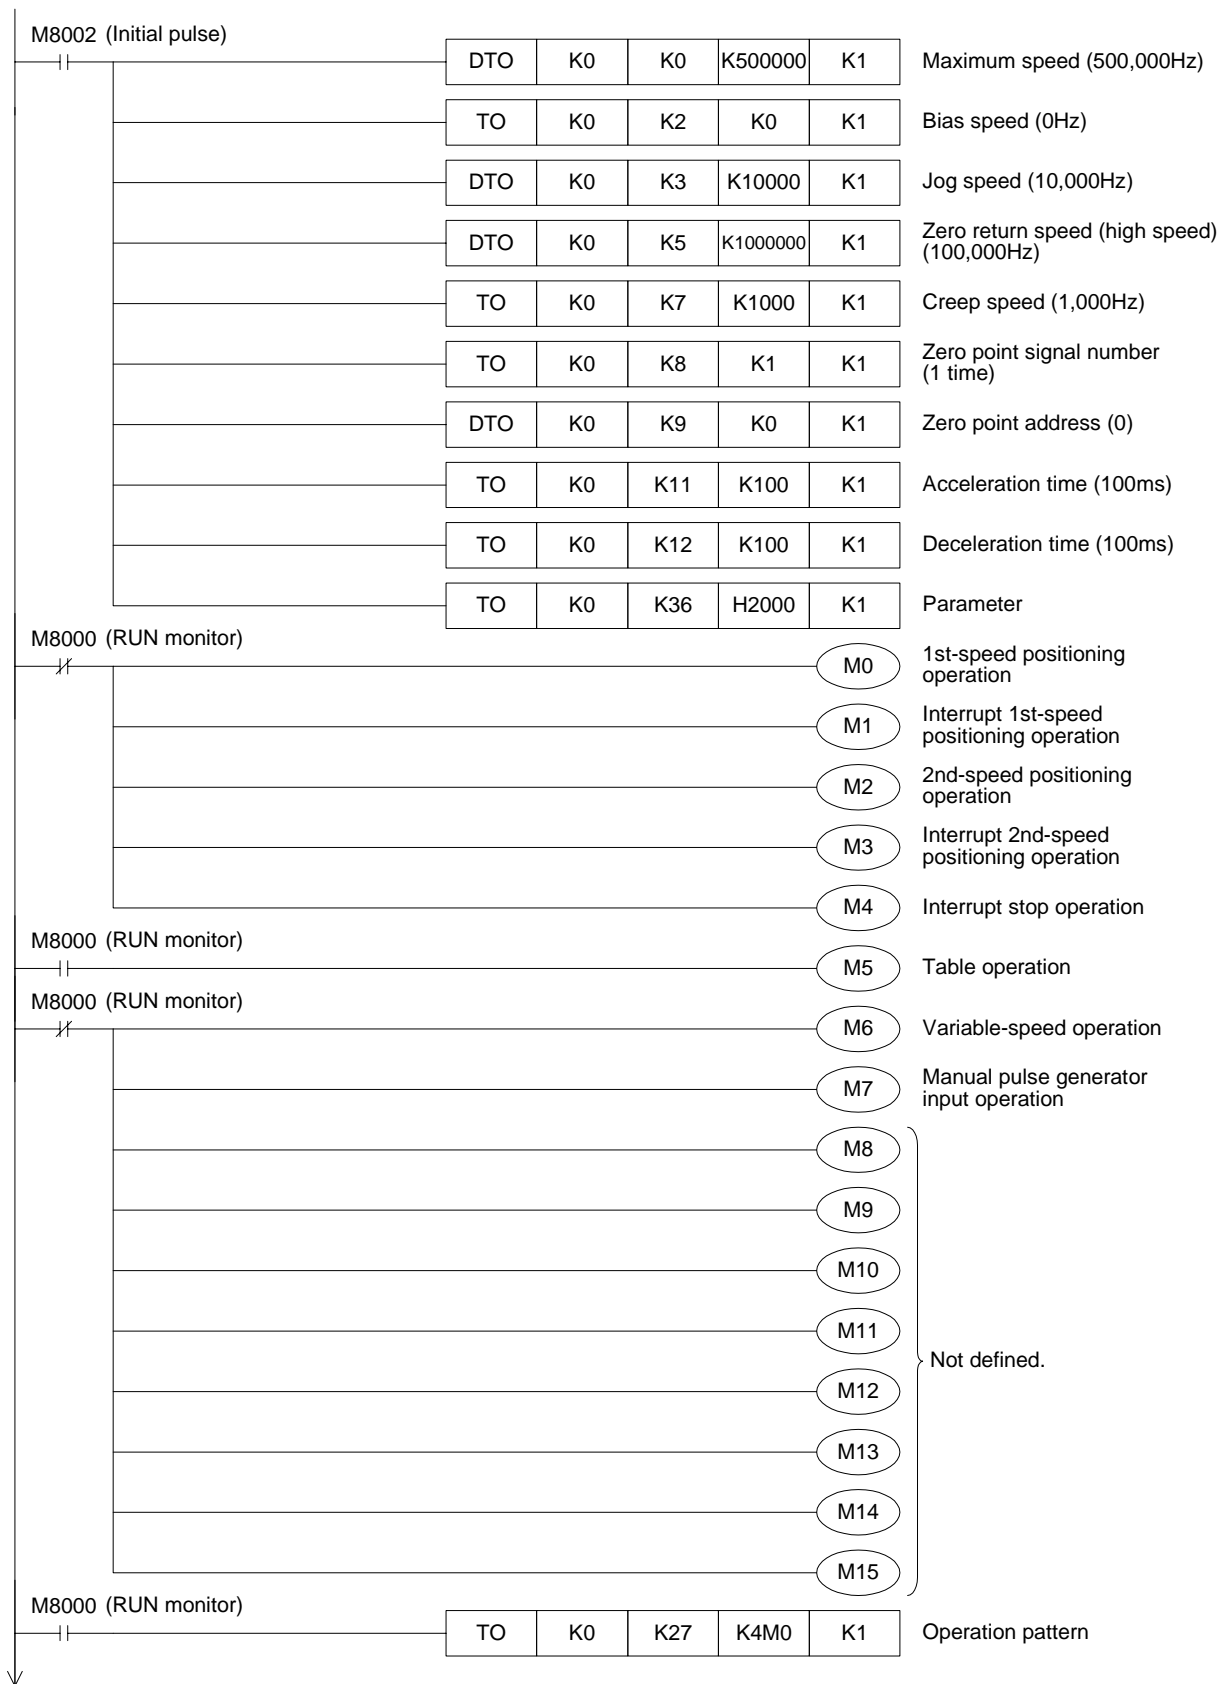 M8002 (Initial pulse)
DTO K0 K0 K500000 K1 Maximum speed (500,000Hz)
TO K0 K2 K0 K1 Bias speed (0Hz)
DTO K0 K3 K10000 K1 Jog speed (10,000Hz)
DTO K0 K5 K1000000 K1 Zero return speed (high speed)
(100,000Hz)
TO K0 K7 K1000 K1 Creep speed (1,000Hz)
TO K0 K8 K1 K1 Zero point signal number
(1 time)
DTO K0 K9 K0 K1 Zero point address (0)
TO K0 K11 K100 K1 Acceleration time (100ms)
TO K0 K12 K100 K1 Deceleration time (100ms)
TO K0 K36 H2000 K1 Parameter
M8000 (RUN monitor)
M0 1st-speed positioning
operation
M1 Interrupt 1st-speed
positioning operation
M2 2nd-speed positioning
operation
M3 Interrupt 2nd-speed
positioning operation
M4 Interrupt stop operation
M8000 (RUN monitor)
M5 Table operation
M8000 (RUN monitor)
M6 Variable-speed operation
M7 Manual pulse generator
input operation
M8
M9
M10
M11
Not defined.
M12
M13
M14
M15
M8000 (RUN monitor)
TO K0 K27 K4M0 K1 Operation pattern